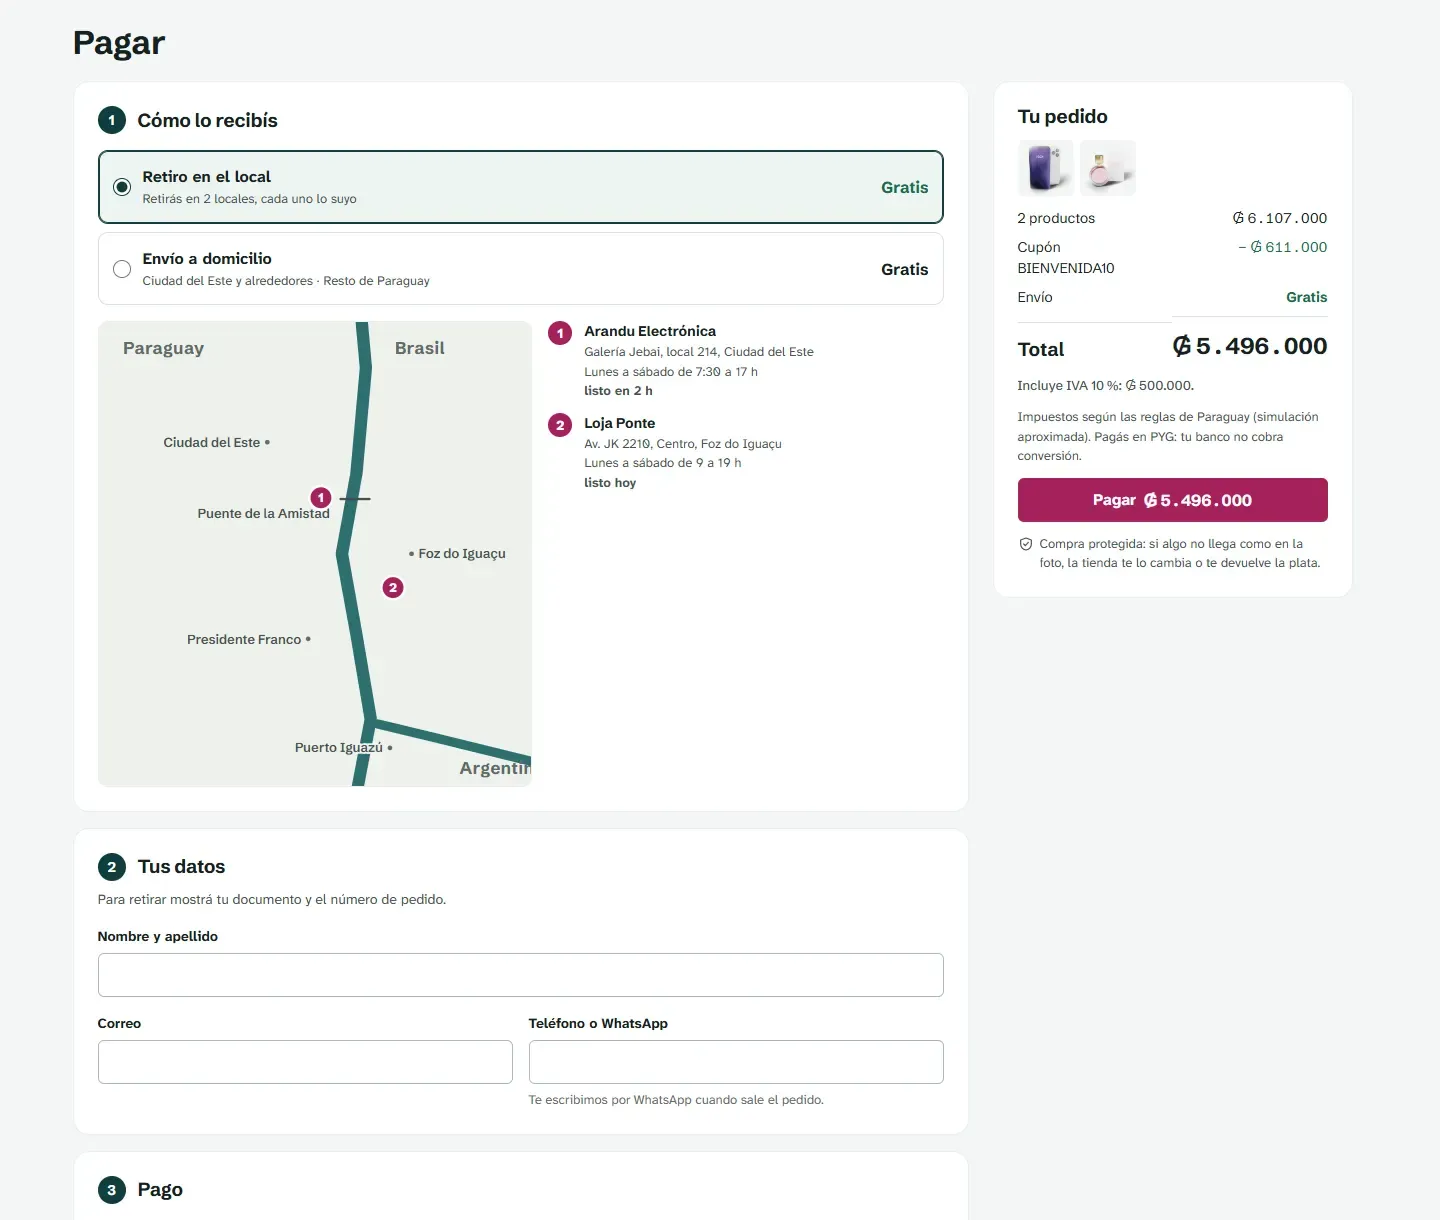 Pagar
1 Cómo lo recibís
Retiro en el local
Retirás en 2 locales, cada uno lo suyo
Gratis
Envío a domicilio
Ciudad del Este y alrededores · Resto de Paraguay
Gratis
Paraguay
Brasil
Ciudad del Este
1
Puente de la Amistad
Foz do Iguaçu
2
Presidente Franco
Puerto Iguazú
Argentin
1 Arandu Electrónica
Galería Jebai, local 214, Ciudad del Este
Lunes a sábado de 7:30 a 17 h
listo en 2 h
2 Loja Ponte
Av. JK 2210, Centro, Foz do Iguaçu
Lunes a sábado de 9 a 19 h
listo hoy
2 Tus datos
Para retirar mostrá tu documento y el número de pedido.
Nombre y apellido
Correo
Teléfono o WhatsApp
Te escribimos por WhatsApp cuando sale el pedido.
3 Pago
Tu pedido
2 productos ₲ 6.107.000
Cupón − ₲ 611.000
BIENVENIDA10
Envío Gratis
Total ₲ 5.496.000
Incluye IVA 10 %: ₲ 500.000.
Impuestos según las reglas de Paraguay (simulación
aproximada). Pagás en PYG: tu banco no cobra
conversión.
Pagar ₲ 5.496.000
Compra protegida: si algo no llega como en la
foto, la tienda te lo cambia o te devuelve la plata.